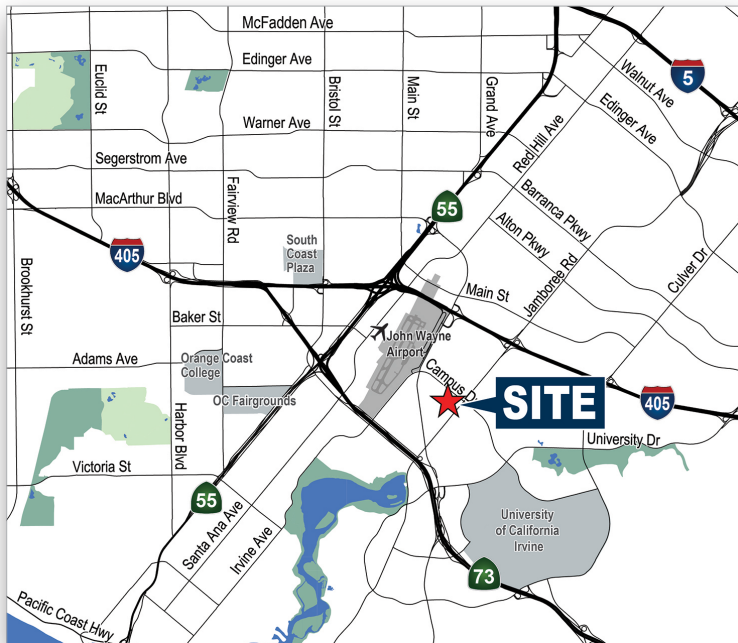 McFadden Ave
Edinger Ave
5
Walnut Ave
Euclid St
Bristol St
Main St
Grand Ave
Edinger Ave
Warner Ave
Red Hill Ave
Segerstrom Ave
Fairview Rd
MacArthur Blvd
55
Barranca Pkwy
Alton Pkwy
405
South
Coast
Plaza
Culver Dr
Jamboree Rd
Brookhurst St
Main St
Baker St
John Wayne
Airport
Adams Ave
Orange Coast
College
Campus Dr
SITE
405
OC Fairgrounds
Harbor Blvd
University Dr
Victoria St
55
Santa Ana Ave
Irvine Ave
University
of California
Irvine
73
Pacific Coast Hwy